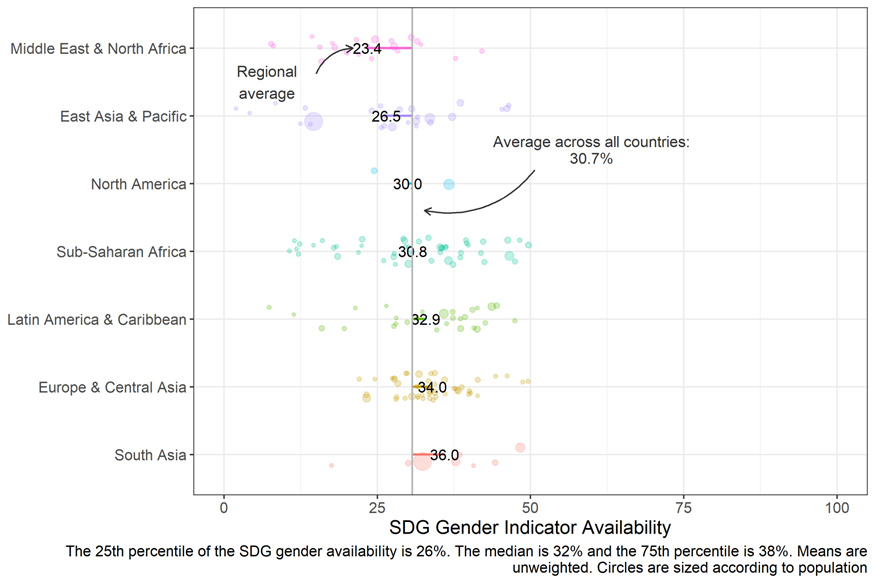 Middle East & North Africa
23.4
Regional
average
East Asia & Pacific
26.5
Average across all countries:
30.7%
North America
30.0
Sub-Saharan Africa
30.8
Latin America & Caribbean
32.9
Europe & Central Asia
34.0
South Asia
36.0
0 25 50 75 100
SDG Gender Indicator Availability
The 25th percentile of the SDG gender availability is 26%. The median is 32% and the 75th percentile is 38%. Means are
unweighted. Circles are sized according to population